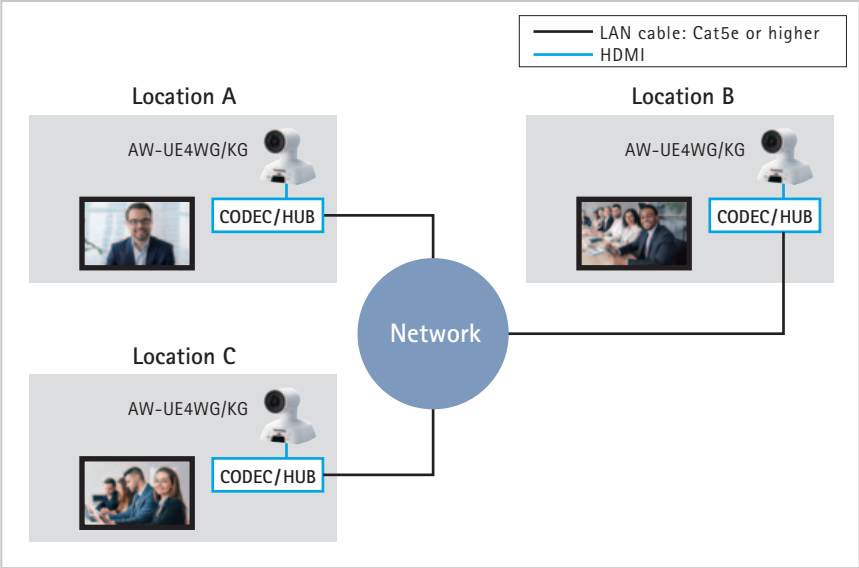 LAN cable: Cat5e or higher
HDMI
Location A
AW-UE4WG/KG
CODEC/HUB
Location B
AW-UE4WG/KG
CODEC/HUB
Network
Location C
AW-UE4WG/KG
CODEC/HUB